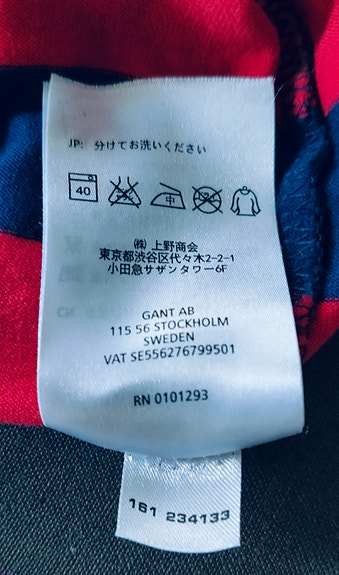 JP: 分けてお洗いください
40 中
㈱ 上野商会
東京都渋谷区代々木2-2-1
小田急サザンタワー6F
GANT AB
115 56 STOCKHOLM
SWEDEN
VAT SE556276799501
RN 0101293
161 234133